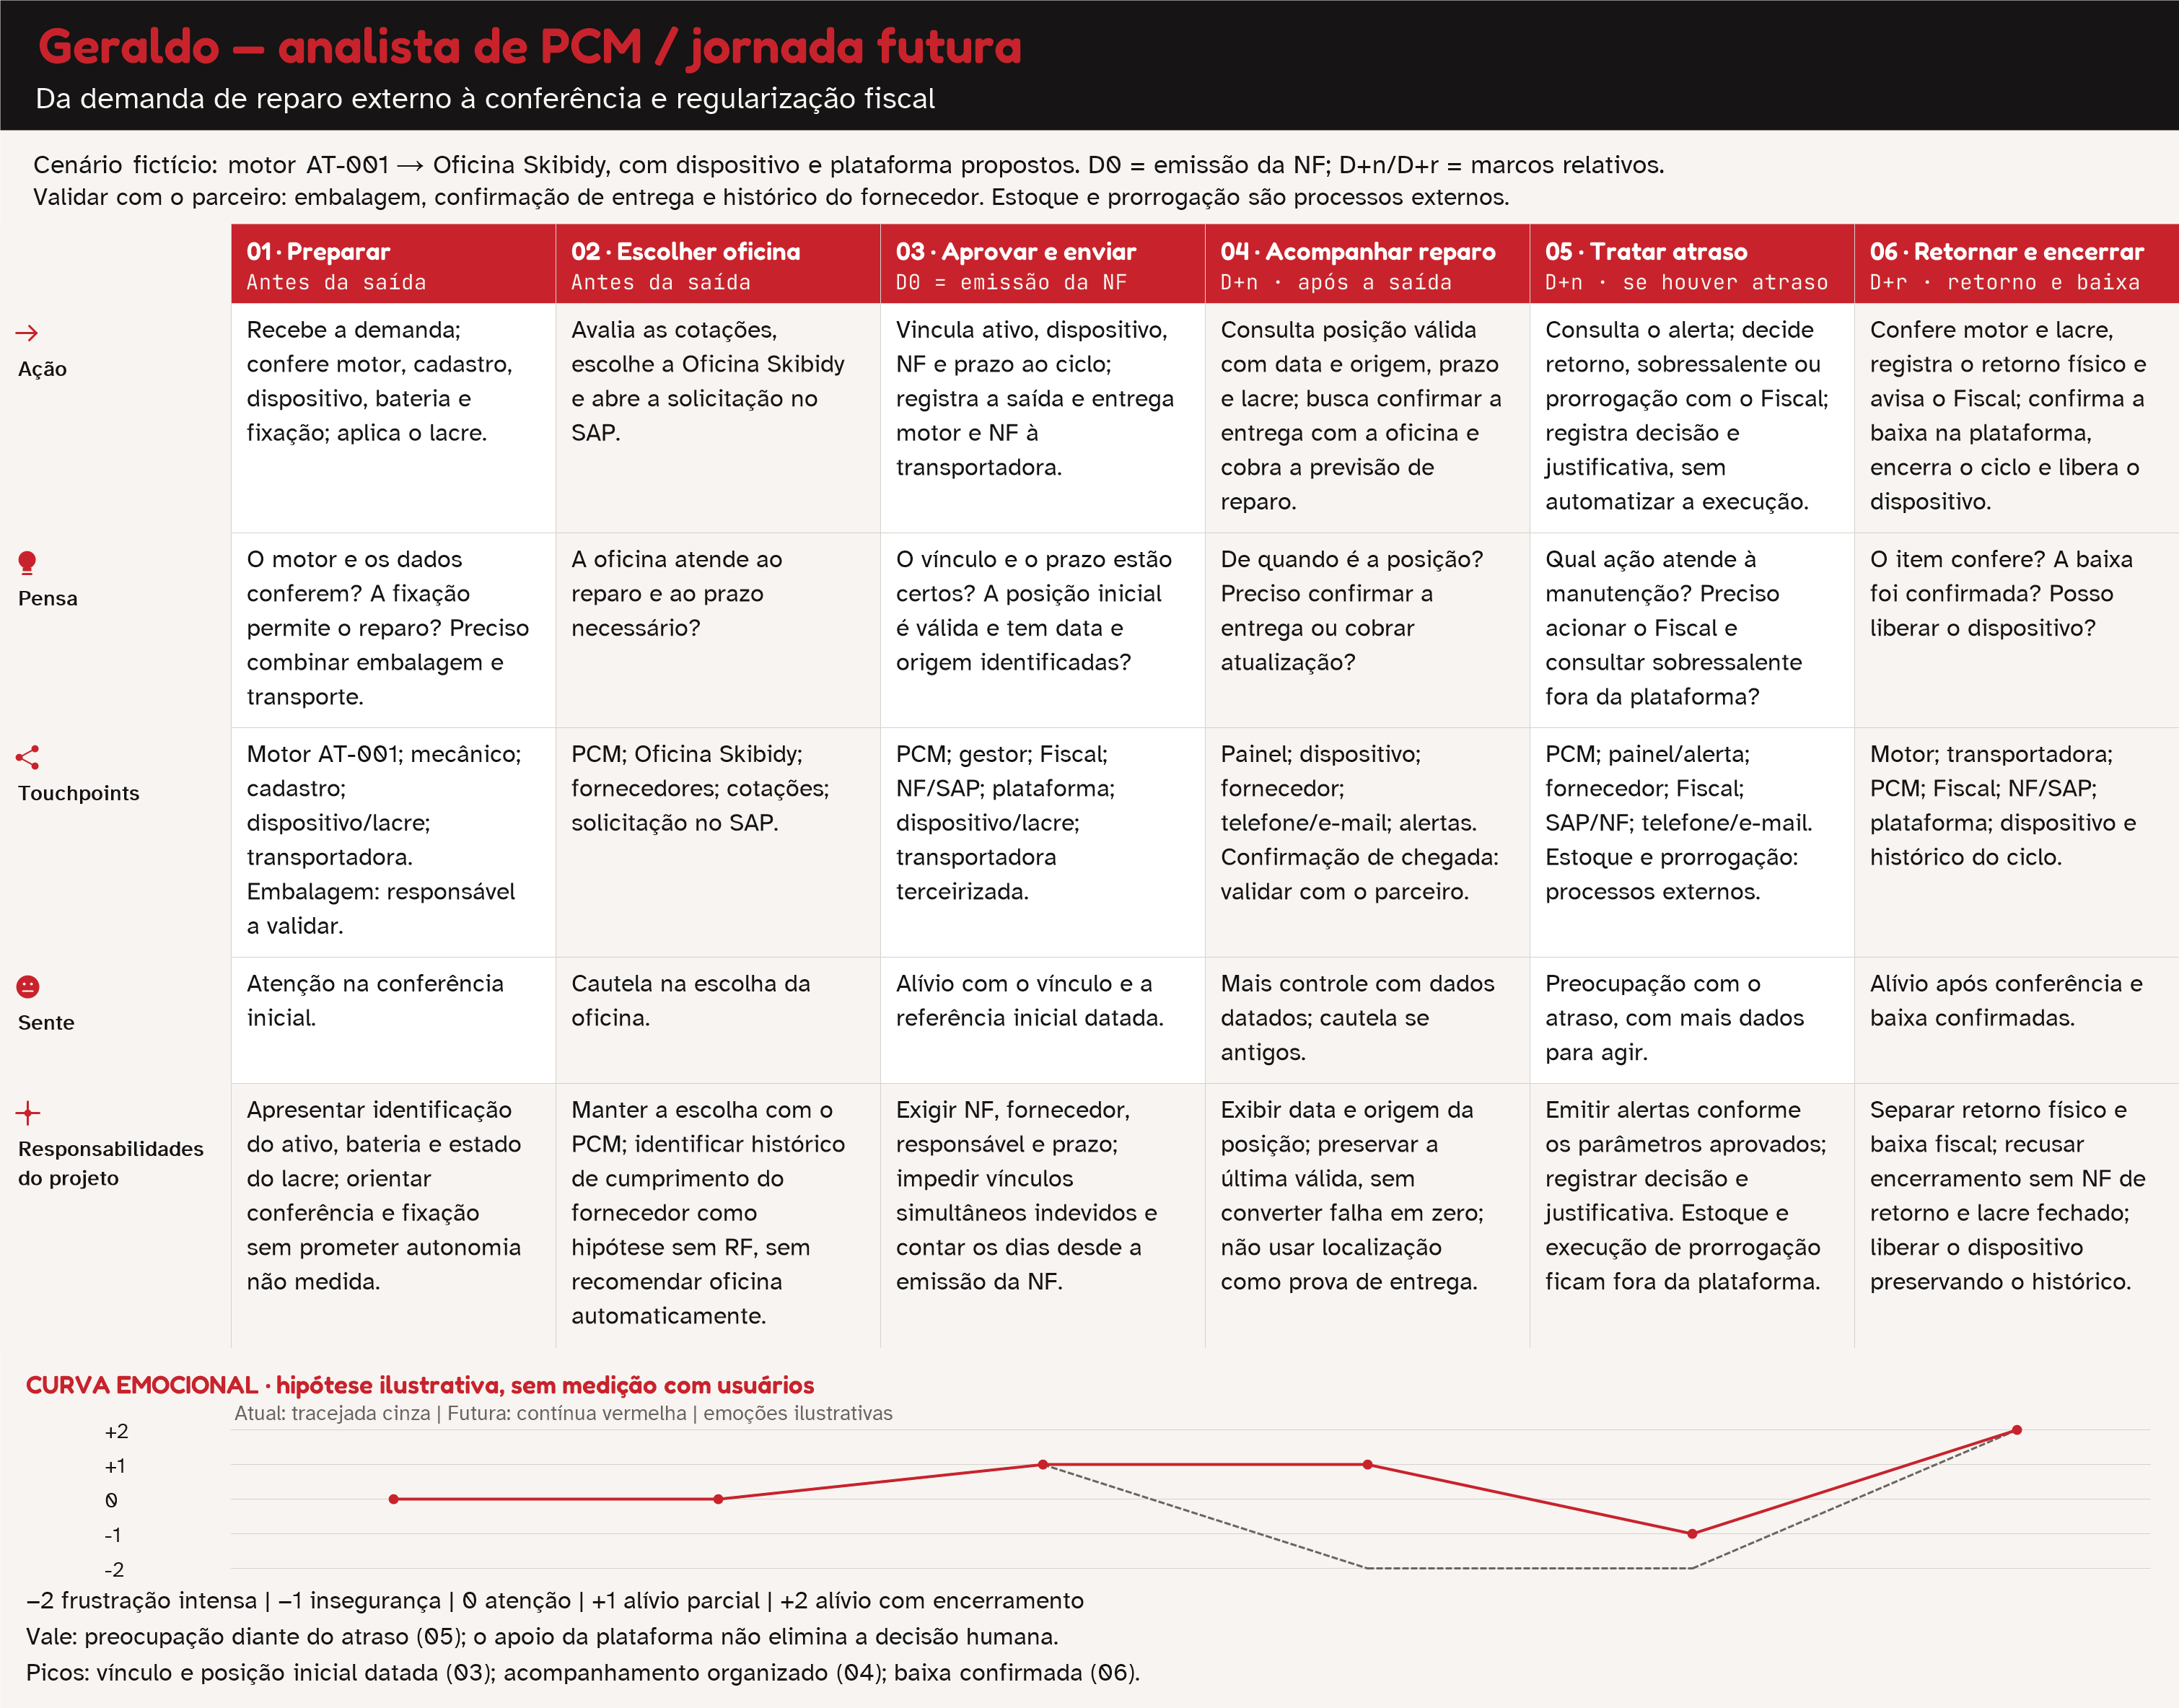 Geraldo — analista de PCM / jornada futura
Da demanda de reparo externo à conferência e regularização fiscal
Cenário fictício: motor AT-001 → Oficina Skibidy, com dispositivo e plataforma propostos. D0 = emissão da NF; D+n/D+r = marcos relativos.
Validar com o parceiro: embalagem, confirmação de entrega e histórico do fornecedor. Estoque e prorrogação são processos externos.
01 · Preparar
Antes da saída
02 · Escolher oficina
Antes da saída
03 · Aprovar e enviar
D0 = emissão da NF
04 · Acompanhar reparo
D+n · após a saída
05 · Tratar atraso
D+n · se houver atraso
06 · Retornar e encerrar
D+r · retorno e baixa
Ação
Recebe a demanda;
confere motor, cadastro,
dispositivo, bateria e
fixação; aplica o lacre.
Avalia as cotações,
escolhe a Oficina Skibidy
e abre a solicitação no
SAP.
Vincula ativo, dispositivo,
NF e prazo ao ciclo;
registra a saída e entrega
motor e NF à
transportadora.
Consulta posição válida
com data e origem, prazo
e lacre; busca confirmar a
entrega com a oficina e
cobra a previsão de
reparo.
Consulta o alerta; decide
retorno, sobressalente ou
prorrogação com o Fiscal;
registra decisão e
justificativa, sem
automatizar a execução.
Confere motor e lacre,
registra o retorno físico e
avisa o Fiscal; confirma a
baixa na plataforma,
encerra o ciclo e libera o
dispositivo.
Pensa
O motor e os dados
conferem? A fixação
permite o reparo? Preciso
combinar embalagem e
transporte.
A oficina atende ao
reparo e ao prazo
necessário?
O vínculo e o prazo estão
certos? A posição inicial
é válida e tem data e
origem identificadas?
De quando é a posição?
Preciso confirmar a
entrega ou cobrar
atualização?
Qual ação atende à
manutenção? Preciso
acionar o Fiscal e
consultar sobressalente
fora da plataforma?
O item confere? A baixa
foi confirmada? Posso
liberar o dispositivo?
Touchpoints
Motor AT-001; mecânico;
cadastro;
dispositivo/lacre;
transportadora.
Embalagem: responsável
a validar.
PCM; Oficina Skibidy;
fornecedores; cotações;
solicitação no SAP.
PCM; gestor; Fiscal;
NF/SAP; plataforma;
dispositivo/lacre;
transportadora
terceirizada.
Painel; dispositivo;
fornecedor;
telefone/e-mail; alertas.
Confirmação de chegada:
validar com o parceiro.
PCM; painel/alerta;
fornecedor; Fiscal;
SAP/NF; telefone/e-mail.
Estoque e prorrogação:
processos externos.
Motor; transportadora;
PCM; Fiscal; NF/SAP;
plataforma; dispositivo e
histórico do ciclo.
Sente
Atenção na conferência
inicial.
Cautela na escolha da
oficina.
Alívio com o vínculo e a
referência inicial datada.
Mais controle com dados
datados; cautela se
antigos.
Preocupação com o
atraso, com mais dados
para agir.
Alívio após conferência e
baixa confirmadas.
Responsabilidades
do projeto
Apresentar identificação
do ativo, bateria e estado
do lacre; orientar
conferência e fixação
sem prometer autonomia
não medida.
Manter a escolha com o
PCM; identificar histórico
de cumprimento do
fornecedor como
hipótese sem RF, sem
recomendar oficina
automaticamente.
Exigir NF, fornecedor,
responsável e prazo;
impedir vínculos
simultâneos indevidos e
contar os dias desde a
emissão da NF.
Exibir data e origem da
posição; preservar a
última válida, sem
converter falha em zero;
não usar localização
como prova de entrega.
Emitir alertas conforme
os parâmetros aprovados;
registrar decisão e
justificativa. Estoque e
execução de prorrogação
ficam fora da plataforma.
Separar retorno físico e
baixa fiscal; recusar
encerramento sem NF de
retorno e lacre fechado;
liberar o dispositivo
preservando o histórico.
CURVA EMOCIONAL · hipótese ilustrativa, sem medição com usuários
Atual: tracejada cinza | Futura: contínua vermelha | emoções ilustrativas
+2
+1
0
-1
-2
−2 frustração intensa | −1 insegurança | 0 atenção | +1 alívio parcial | +2 alívio com encerramento
Vale: preocupação diante do atraso (05); o apoio da plataforma não elimina a decisão humana.
Picos: vínculo e posição inicial datada (03); acompanhamento organizado (04); baixa confirmada (06).